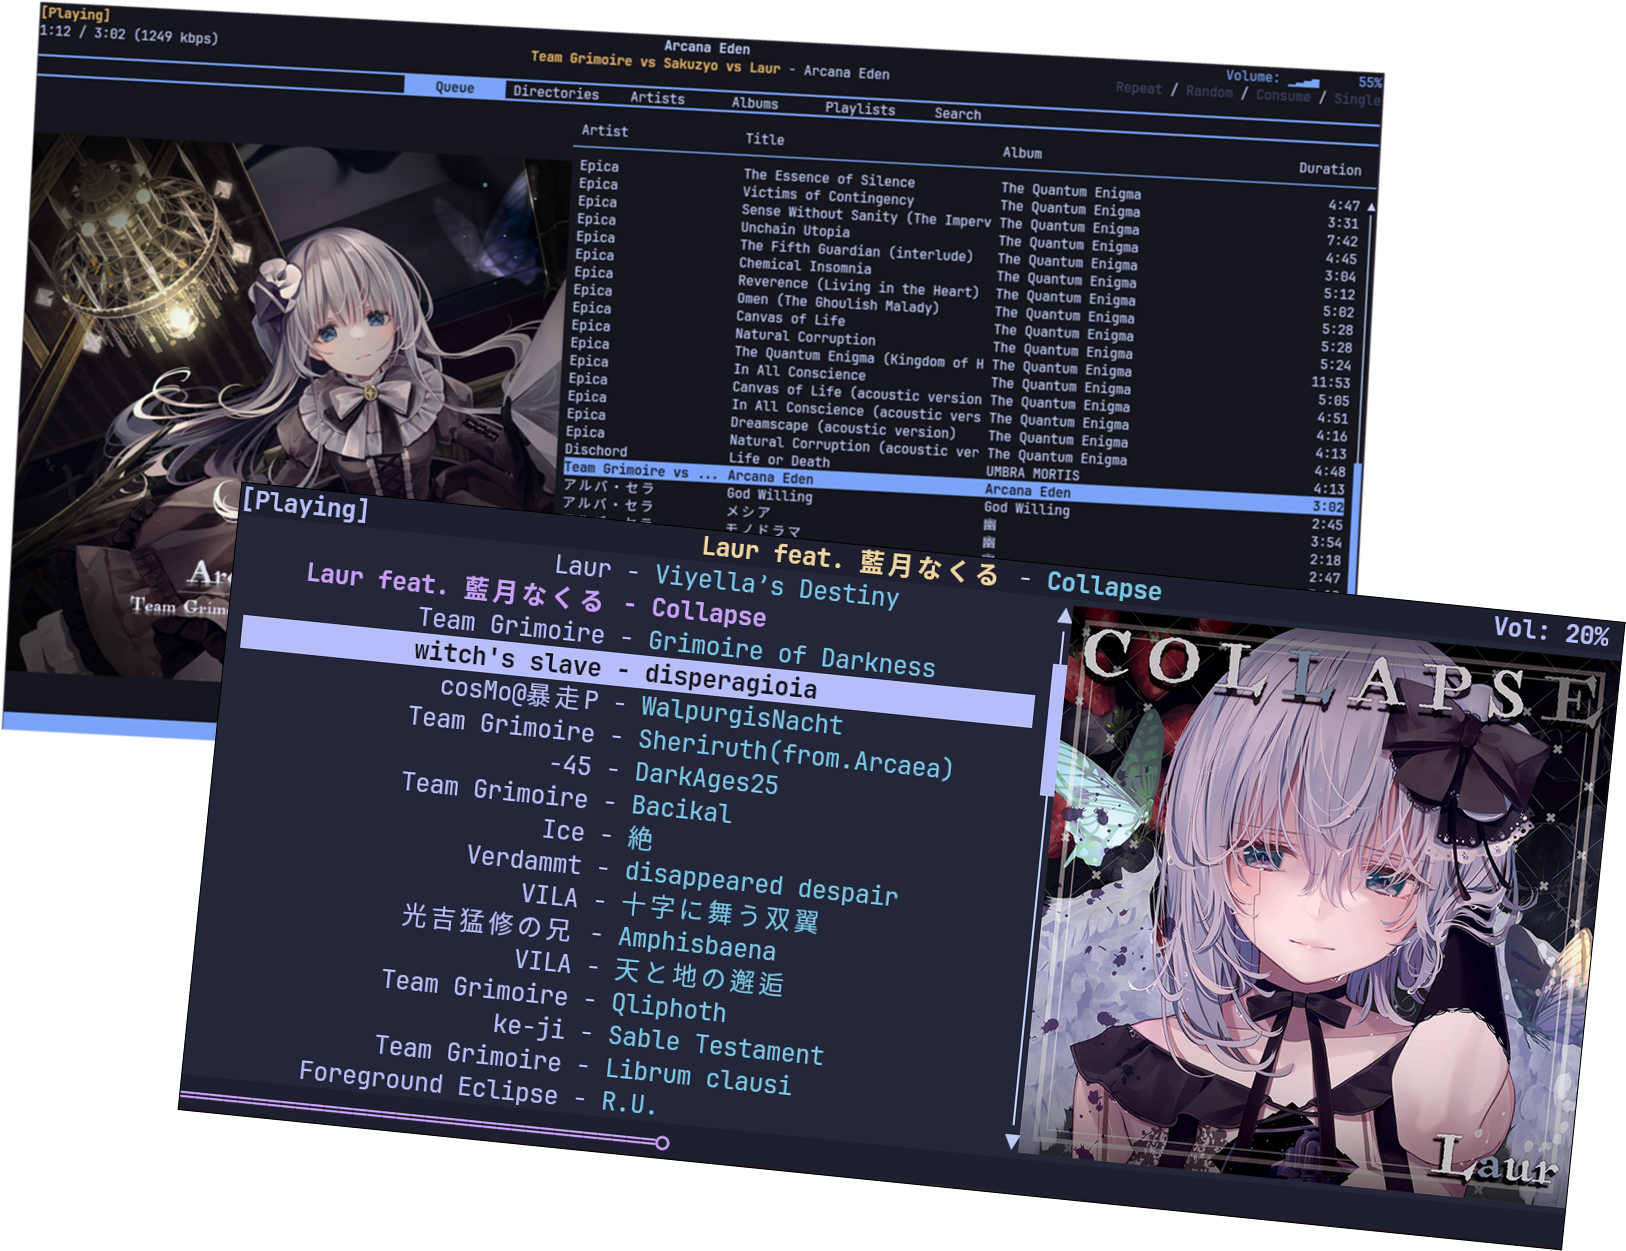 [Playing]
1:12 / 3:02 (1249 kbps)
Arcana Eden
Team Grimoire vs Sakuzyo vs Laur - Arcana Eden
Volume: 55%
Repeat / Random / Consume / Single
Queue Directories Artists Albums Playlists Search
Artist Title Album Duration
Epica The Essence of Silence The Quantum Enigma 4:47
Epica Victims of Contingency The Quantum Enigma 3:31
Epica Sense Without Sanity (The Imperv The Quantum Enigma 7:42
Epica Unchain Utopia The Quantum Enigma 4:45
Epica The Fifth Guardian (interlude) The Quantum Enigma 3:04
Epica Chemical Insomnia The Quantum Enigma 5:12
Epica Reverence (Living in the Heart) The Quantum Enigma 5:02
Epica Omen (The Ghoulish Malady) The Quantum Enigma 5:28
Epica Canvas of Life The Quantum Enigma 5:28
Epica Natural Corruption The Quantum Enigma 5:24
Epica The Quantum Enigma (Kingdom of H The Quantum Enigma 11:53
Epica In All Conscience The Quantum Enigma 5:05
Epica Canvas of Life (acoustic version The Quantum Enigma 4:51
Epica In All Conscience (acoustic vers The Quantum Enigma 4:16
Epica Dreamscape (acoustic version) The Quantum Enigma 4:13
Epica Natural Corruption (acoustic ver The Quantum Enigma 4:48
Dischord Life or Death UMBRA MORTIS 4:13
Team Grimoire vs ... Arcana Eden Arcana Eden 3:02
アルバ・セラ God Willing God Willing 2:45
アルバ・セラ メシア 幽 3:54
モノドラマ 幽 2:18
2:47
Team Grim
[Playing]
Laur feat. 藍月なくる - Collapse
Vol: 20%
Laur - Viyella’s Destiny
Laur feat. 藍月なくる - Collapse
Team Grimoire - Grimoire of Darkness
witch's slave - disperagioia
cosMo@暴走P - WalpurgisNacht
Team Grimoire - Sheriruth(from.Arcaea)
-45 - DarkAges25
Team Grimoire - Bacikal
Ice - 絶
Verdammt - disappeared despair
VILA - 十字に舞う双翼
光吉猛修の兄 - Amphisbaena
VILA - 天と地の邂逅
Team Grimoire - Qliphoth
ke-ji - Sable Testament
Team Grimoire - Librum clausi
Foreground Eclipse - R.U.
COLLAPSE
Laur